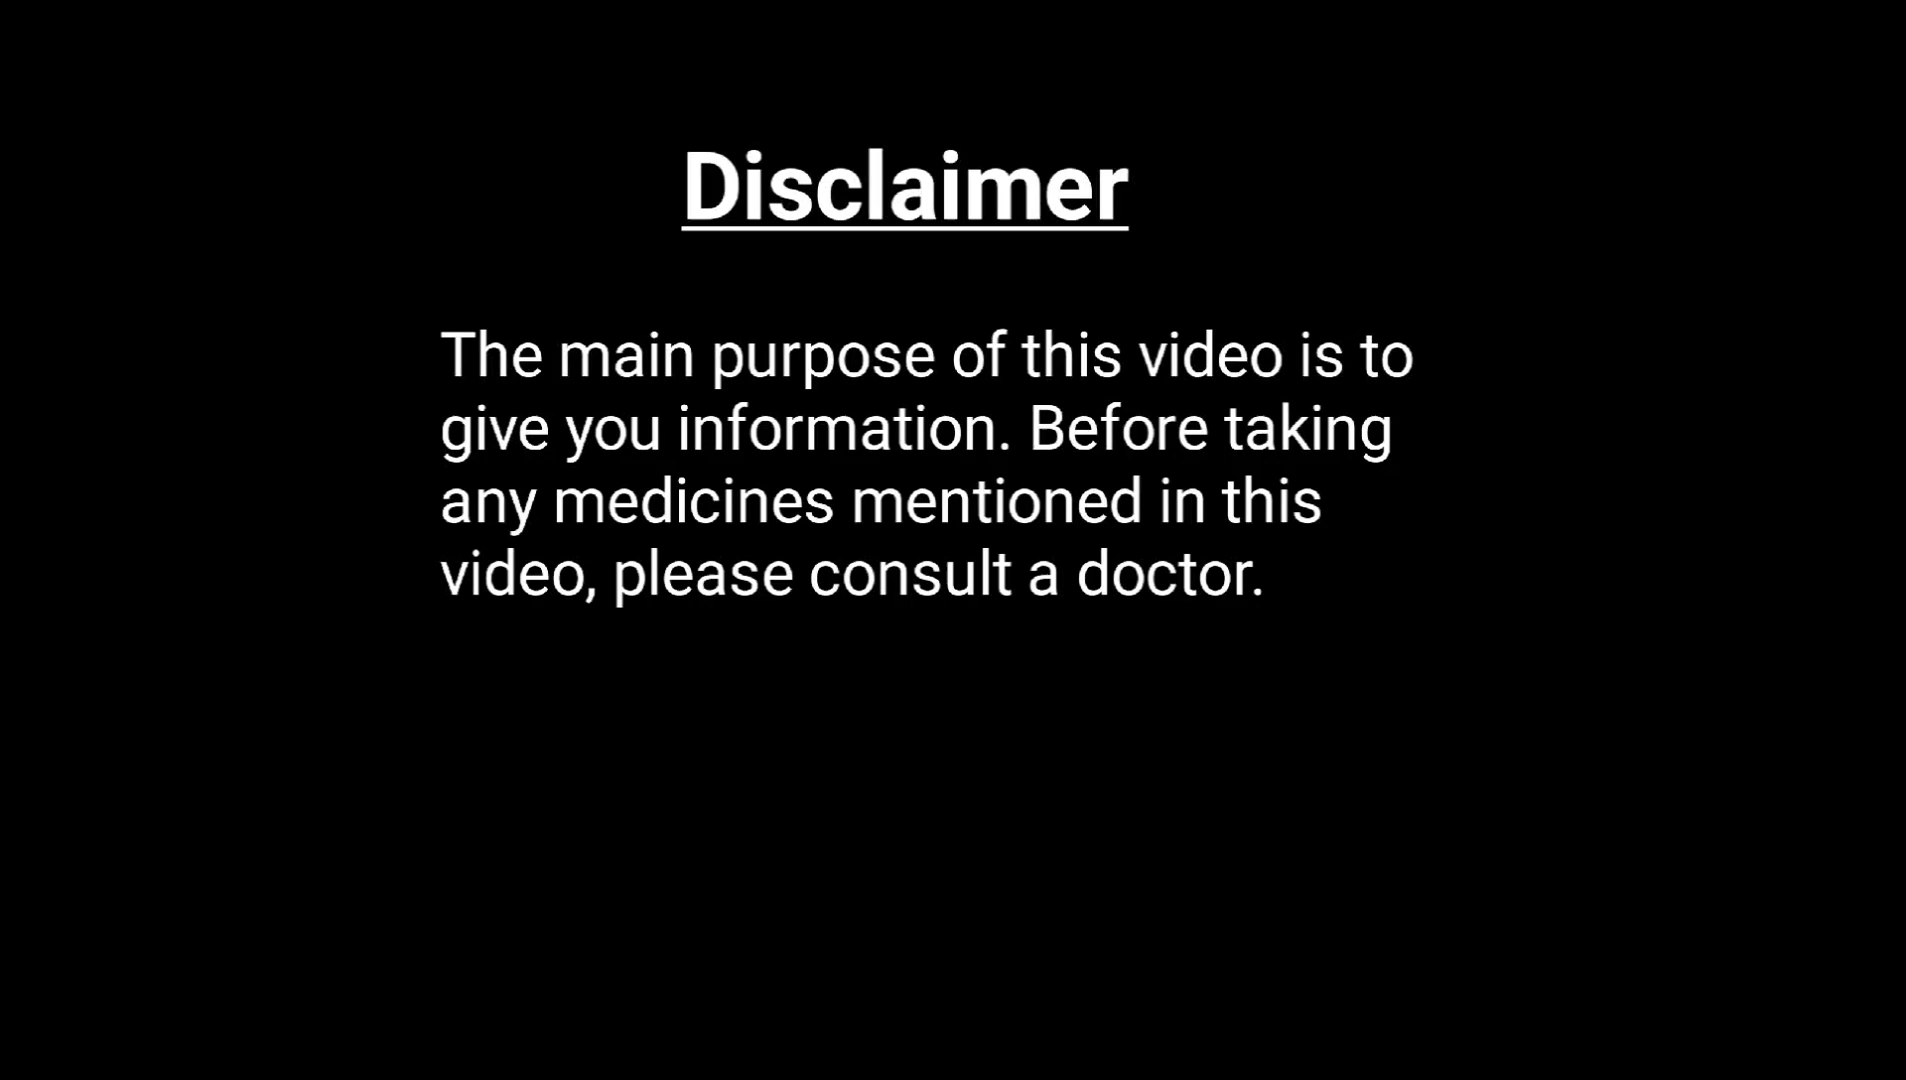 Disclaimer
The main purpose of this video is to
give you information. Before taking
any medicines mentioned in this
video, please consult a doctor.